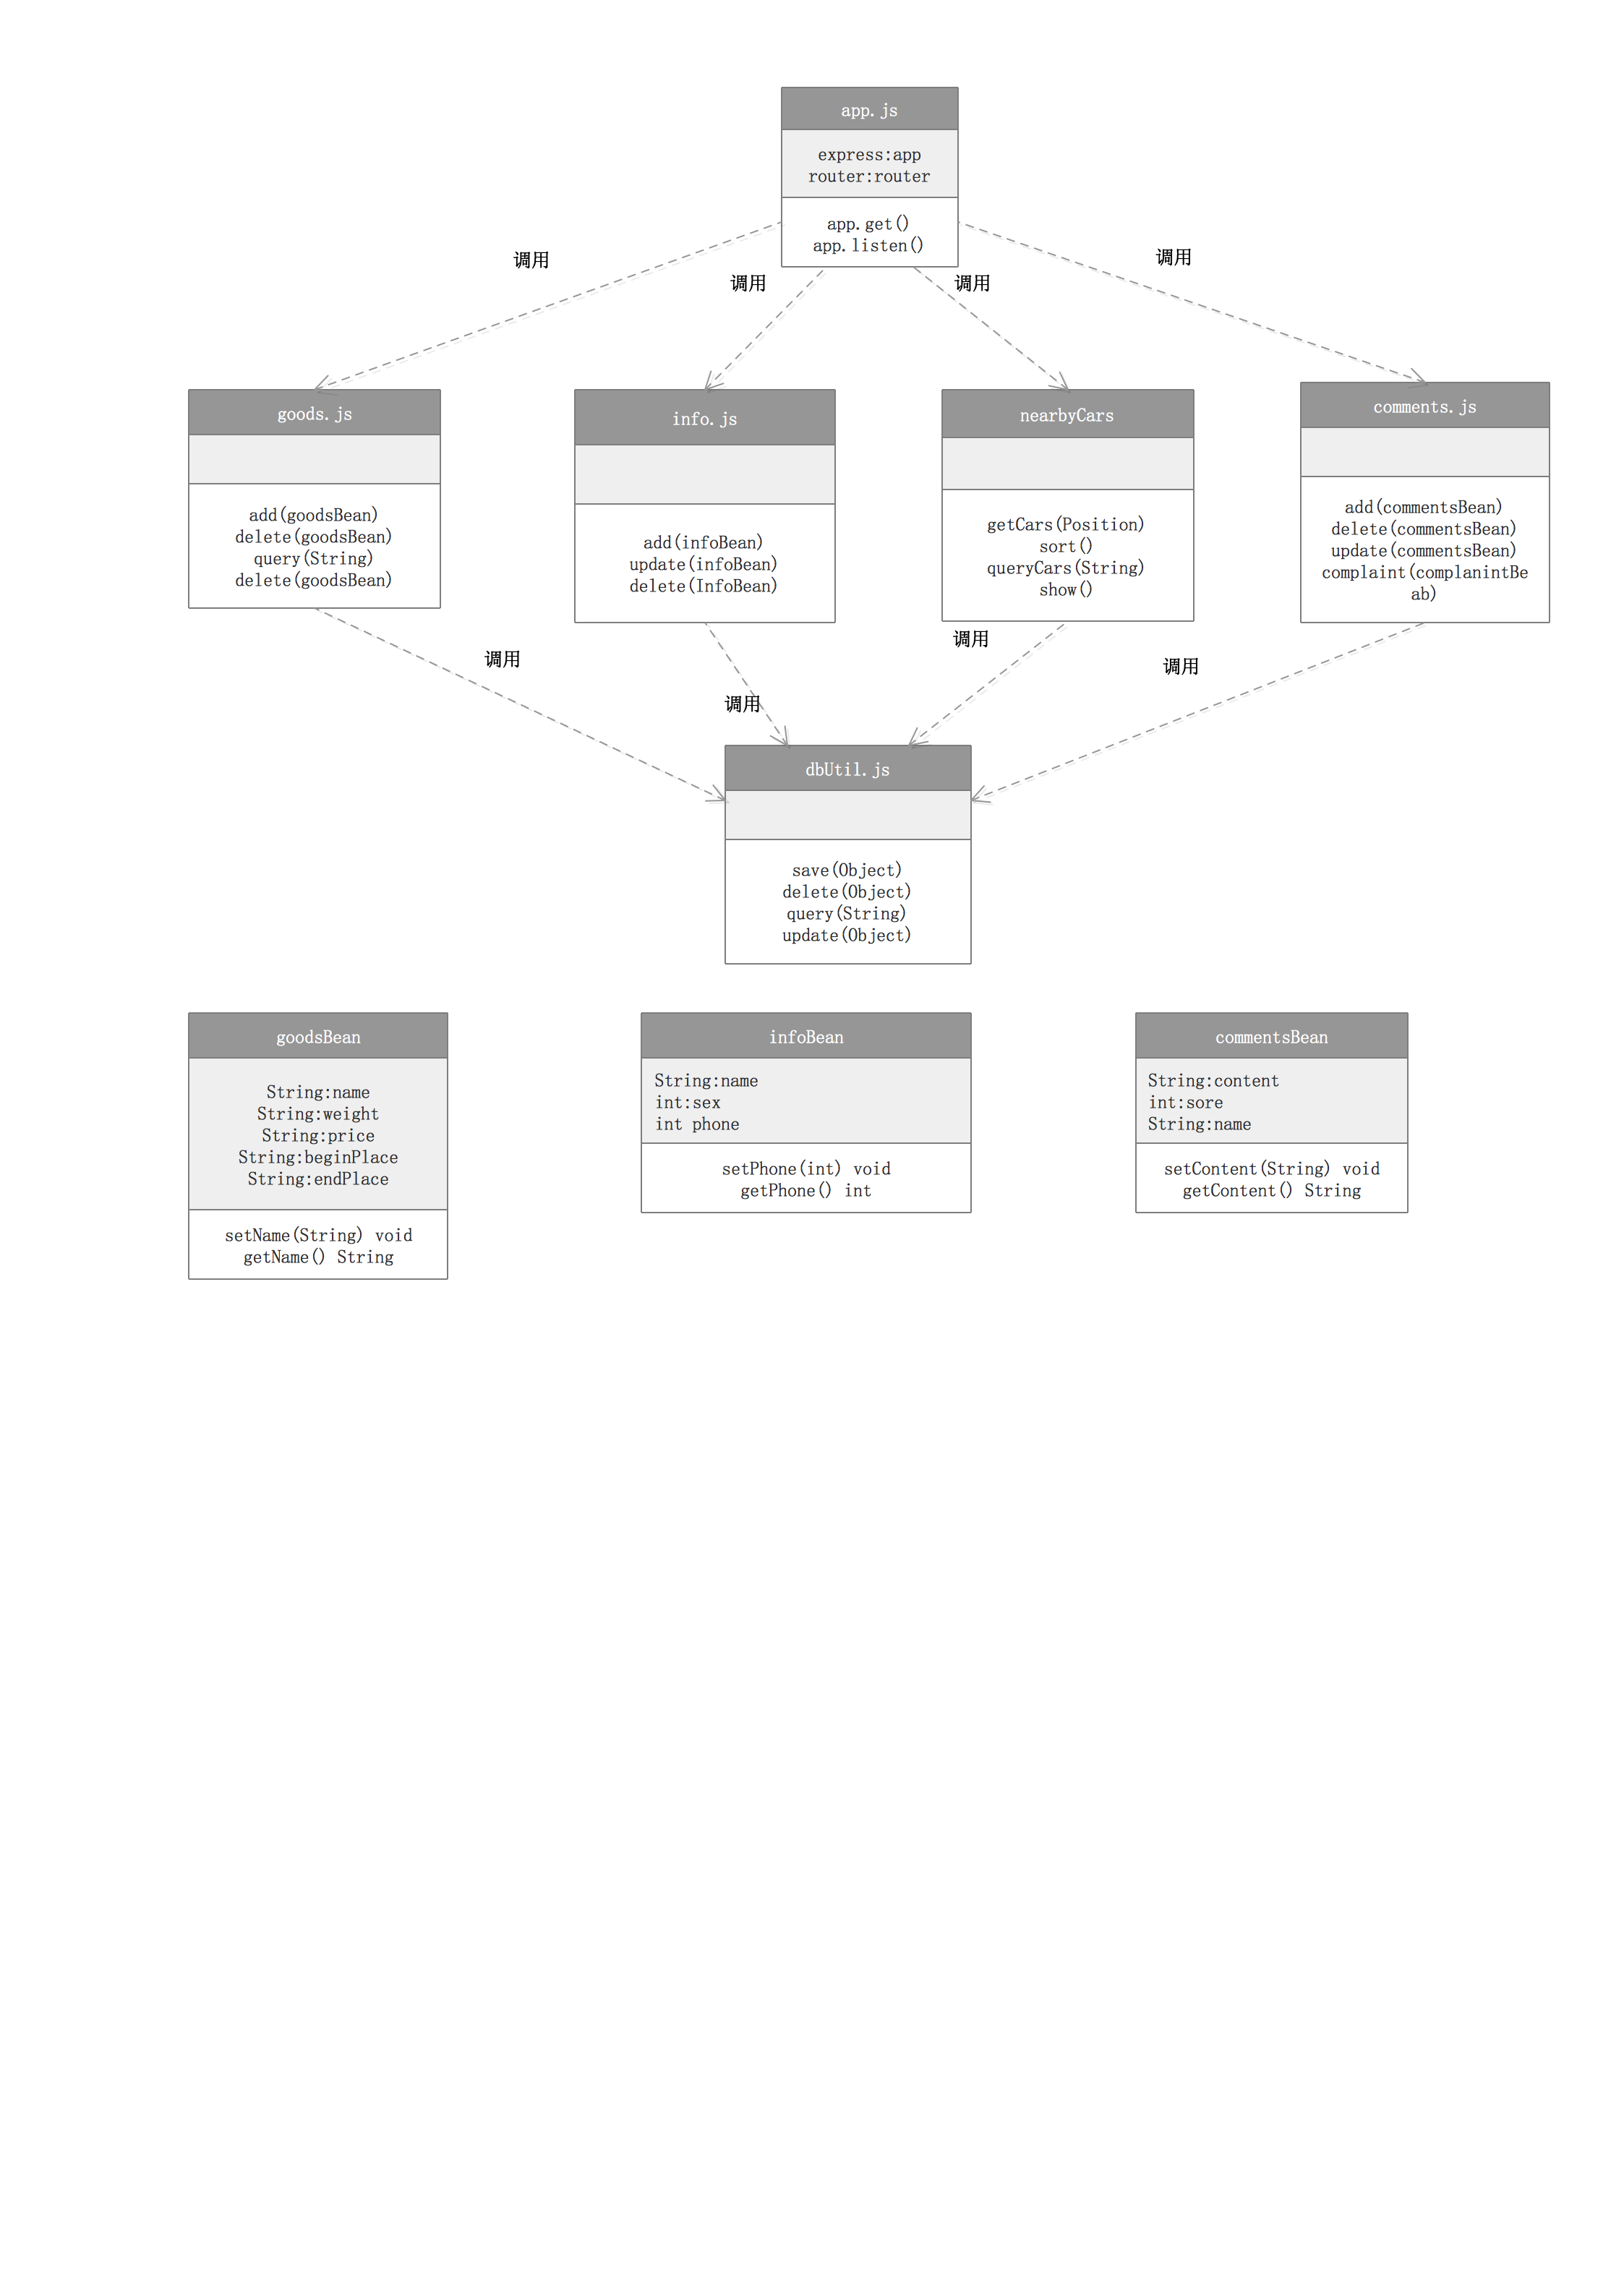 app.js
express:app
router:router
app.get()
app.listen()
调用
调用
调用
调用
goods.js
add(goodsBean)
delete(goodsBean)
query(String)
delete(goodsBean)
info.js
add(infoBean)
update(infoBean)
delete(InfoBean)
nearbyCars
getCars(Position)
sort()
queryCars(String)
show()
comments.js
add(commentsBean)
delete(commentsBean)
update(commentsBean)
complaint(complanintBe
ab)
调用
调用
调用
调用
dbUtil.js
save(Object)
delete(Object)
query(String)
update(Object)
goodsBean
String:name
String:weight
String:price
String:beginPlace
String:endPlace
setName(String) void
getName() String
infoBean
String:name
int:sex
int phone
setPhone(int) void
getPhone() int
commentsBean
String:content
int:sore
String:name
setContent(String) void
getContent() String